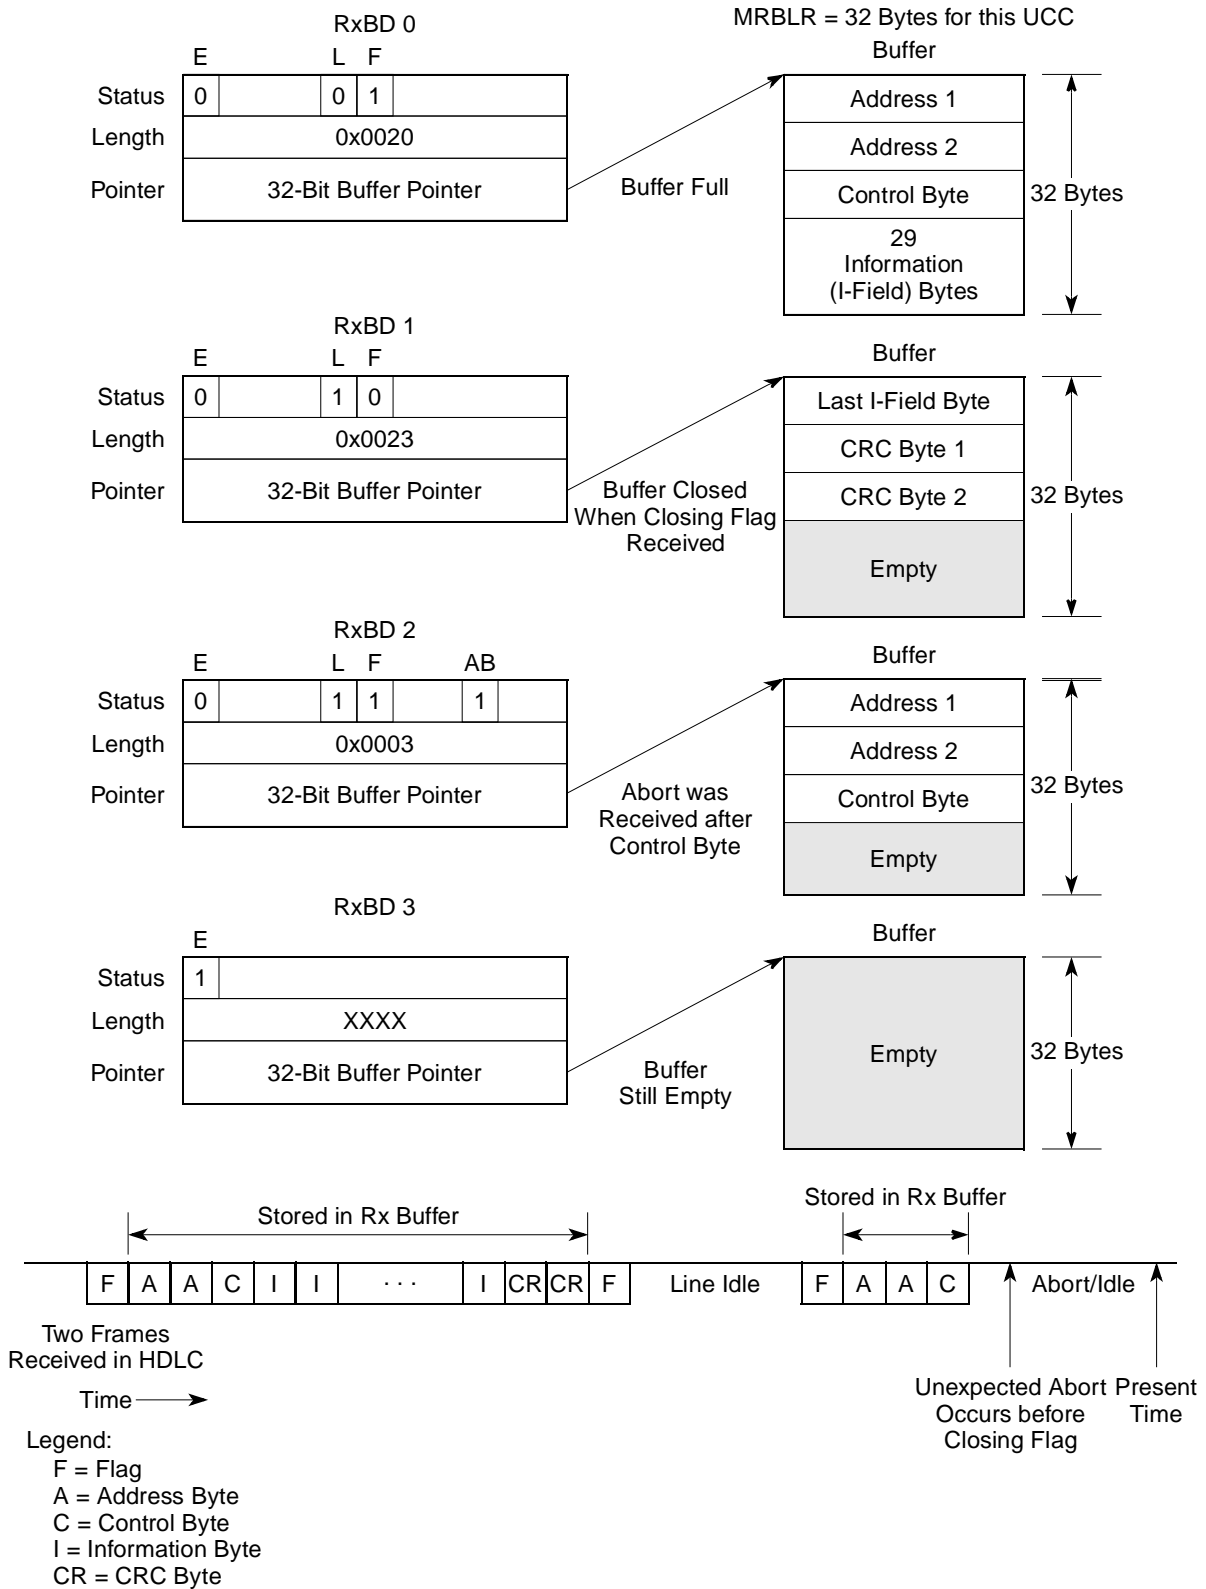 MRBLR = 32 Bytes for this UCC
RxBD 0
Buffer
E L F
Status 0 0 1
Length 0x0020
Pointer 32-Bit Buffer Pointer
Buffer Full
Address 1
Address 2
Control Byte
29
Information
(I-Field) Bytes
32 Bytes
RxBD 1
Buffer
E L F
Status 0 1 0
Length 0x0023
Pointer 32-Bit Buffer Pointer
Buffer Closed
When Closing Flag
Received
Last I-Field Byte
CRC Byte 1
CRC Byte 2
Empty
32 Bytes
RxBD 2
Buffer
E L F AB
Status 0 1 1 1
Length 0x0003
Pointer 32-Bit Buffer Pointer
Abort was
Received after
Control Byte
Address 1
Address 2
Control Byte
Empty
32 Bytes
RxBD 3
Buffer
E
Status 1
Length XXXX
Pointer 32-Bit Buffer Pointer
Buffer
Still Empty
Empty
32 Bytes
Stored in Rx Buffer
Stored in Rx Buffer
F A A C I I · · · I CR CR F Line Idle F A A C Abort/Idle
Two Frames
Received in HDLC
Time
Unexpected Abort
Occurs before
Closing Flag
Present
Time
Legend:
F = Flag
A = Address Byte
C = Control Byte
I = Information Byte
CR = CRC Byte